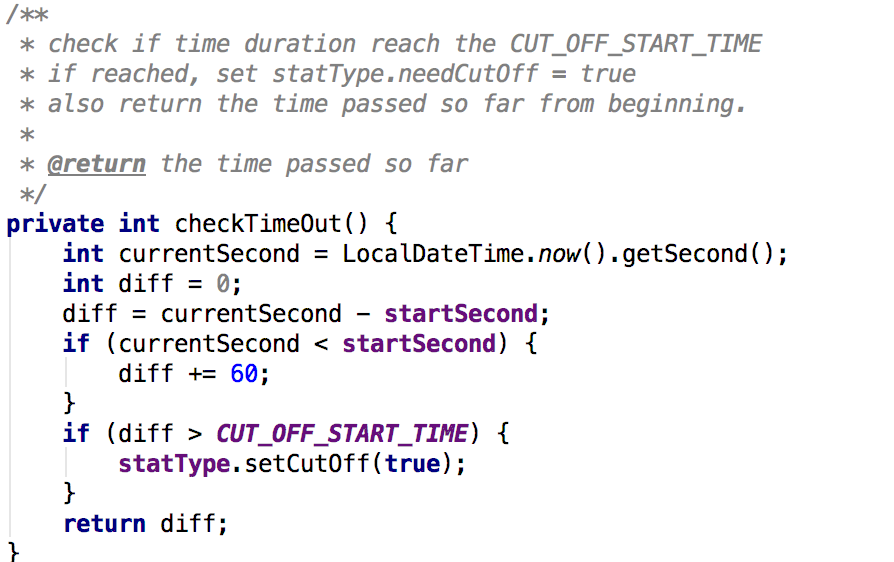 /**
 * check if time duration reach the CUT_OFF_START_TIME
 * if reached, set statType.needCutOff = true
 * also return the time passed so far from beginning.
 *
 * @return the time passed so far
 */
private int checkTimeOut() {
    int currentSecond = LocalDateTime.now().getSecond();
    int diff = 0;
    diff = currentSecond - startSecond;
    if (currentSecond < startSecond) {
        diff += 60;
    }
    if (diff > CUT_OFF_START_TIME) {
        statType.setCutOff(true);
    }
    return diff;
}